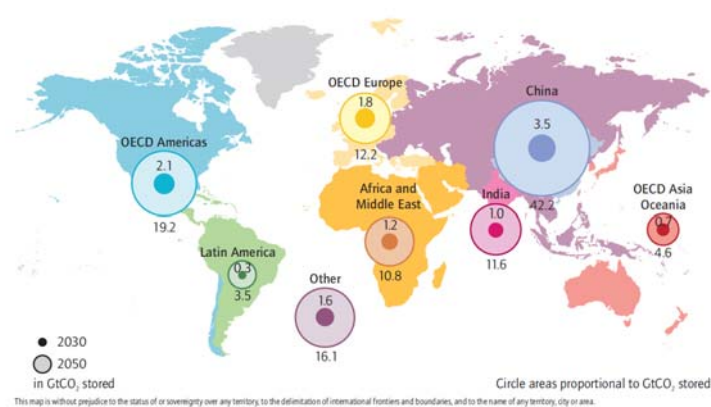 OECD Europe
1.8
12.2
China
3.5
42.2
OECD Americas
2.1
19.2
Africa and
Middle East
1.2
10.8
India
1.0
11.6
OECD Asia
Oceania
0.7
4.6
Latin America
0.3
3.5
Other
1.6
16.1
2030
2050
in GtCO₂ stored
Circle areas proportional to GtCO₂ stored
This map is without prejudice to the status of or sovereignty over any territory, to the delimitation of international frontiers and boundaries, and to the name of any territory, city or area.